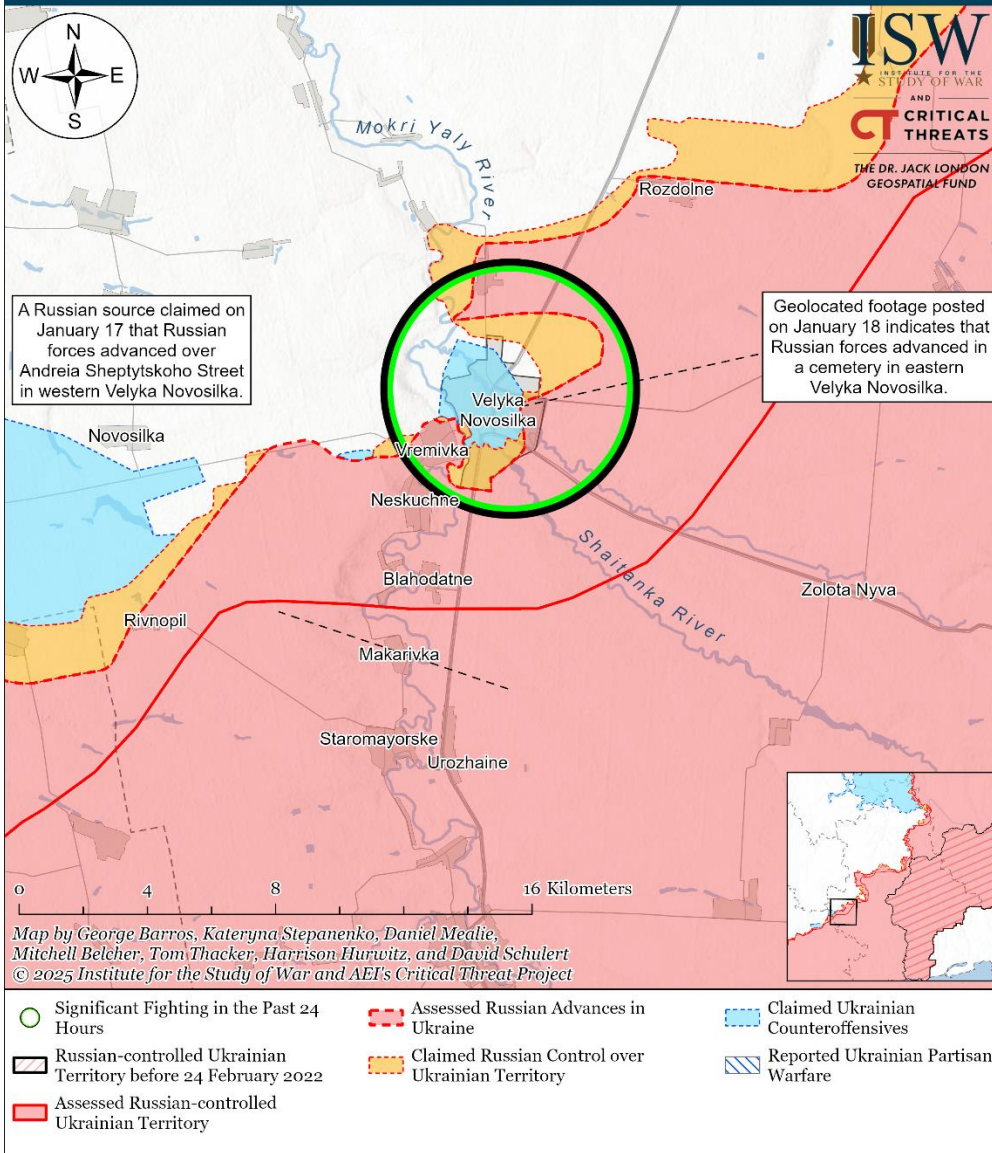 N
W
E
S
ISW
INSTITUTE FOR THE
STUDY OF WAR
AND
CT CRITICAL
THREATS
THE DR. JACK LONDON
GEOSPATIAL FUND
Mokri Yaly River
Rozdolne
A Russian source claimed on
January 17 that Russian
forces advanced over
Andreia Sheptytskoho Street
in western Velyka Novosilka.
Geolocated footage posted
on January 18 indicates that
Russian forces advanced in
a cemetery in eastern
Velyka Novosilka.
Velyka
Novosilka
Novosilka
Vremivka
Neskuchne
Shaitanka River
Blahodatne
Zolota Nyva
Rivnopil
Makarivka
Staromayorske
Urozhaine
0 4 8 16 Kilometers
Map by George Barros, Kateryna Stepanenko, Daniel Mealie,
Mitchell Belcher, Tom Thacker, Harrison Hurwitz, and David Schulert
© 2025 Institute for the Study of War and AEI's Critical Threat Project
Significant Fighting in the Past 24
Hours
Russian-controlled Ukrainian
Territory before 24 February 2022
Assessed Russian-controlled
Ukrainian Territory
Assessed Russian Advances in
Ukraine
Claimed Russian Control over
Ukrainian Territory
Claimed Ukrainian
Counteroffensives
Reported Ukrainian Partisan
Warfare